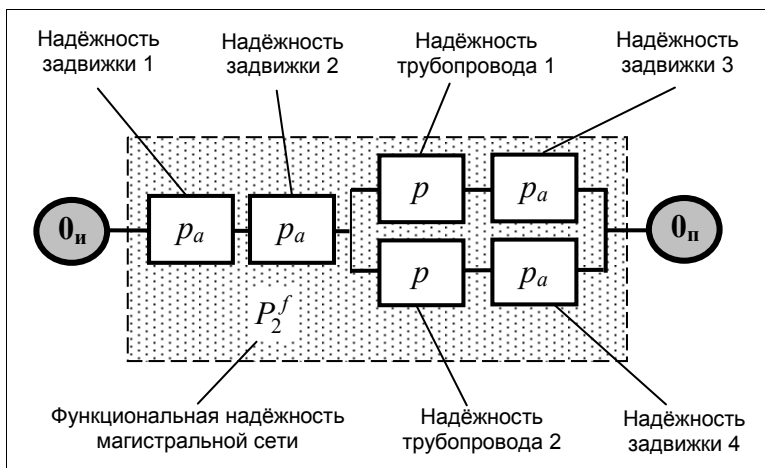 Надёжность
задвижки 1
Надёжность
задвижки 2
Надёжность
трубопровода 1
Надёжность
задвижки 3
0и
pa
pa
p
pa
0п
p
pa
P2f
Функциональная надёжность
магистральной сети
Надёжность
трубопровода 2
Надёжность
задвижки 4